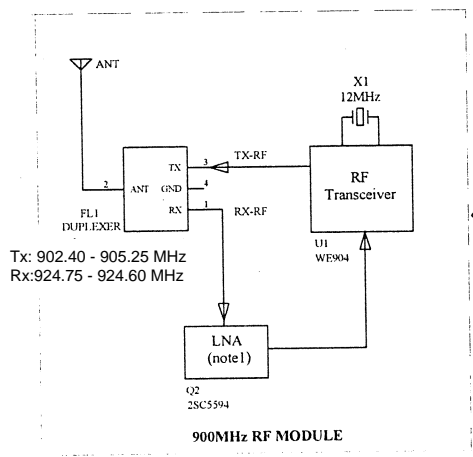 ANT
X1
12MHz
TX
3
TX-RF
2
ANT
GND
4
RF
Transceiver
RX
1
RX-RF
FL1
DUPLEXER
U1
WE904
Tx: 902.40 - 905.25 MHz
Rx:924.75 - 924.60 MHz
LNA
(note1)
Q2
2SC5594
900MHz RF MODULE